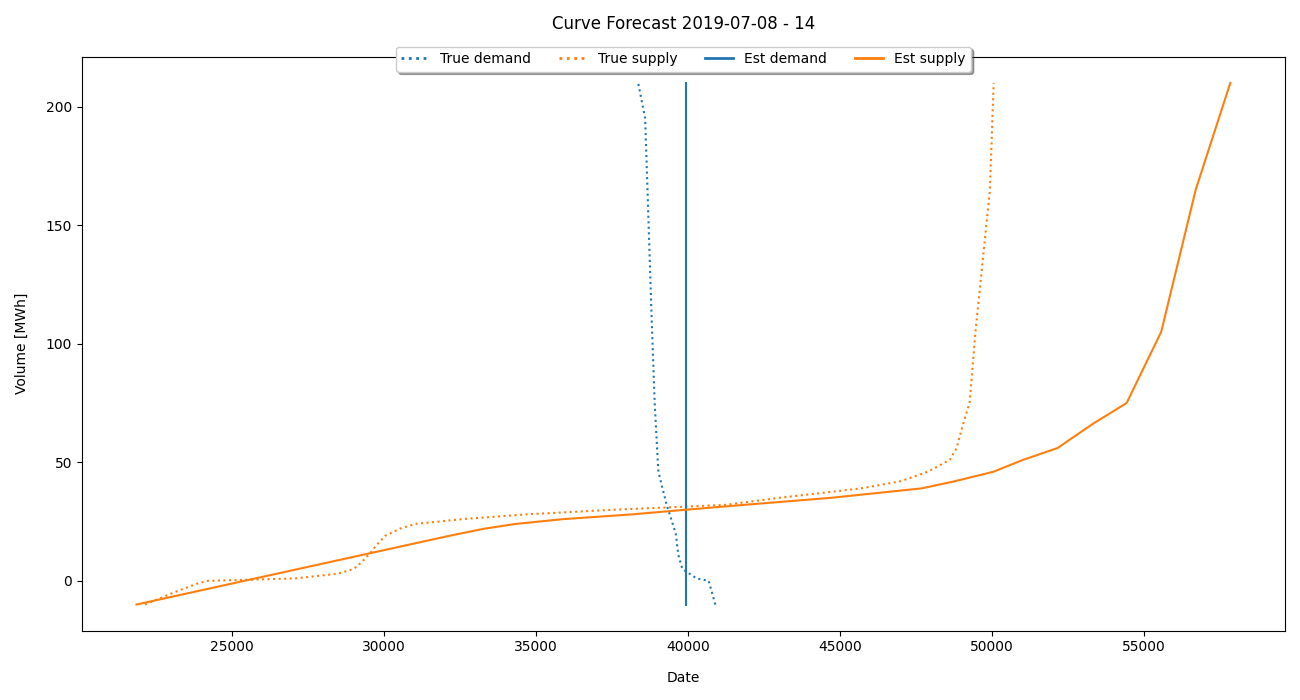 Curve Forecast 2019-07-08 - 14
True demand True supply Est demand Est supply
200
150
100
50
0
Volume [MWh]
25000 30000 35000 40000 45000 50000 55000
Date